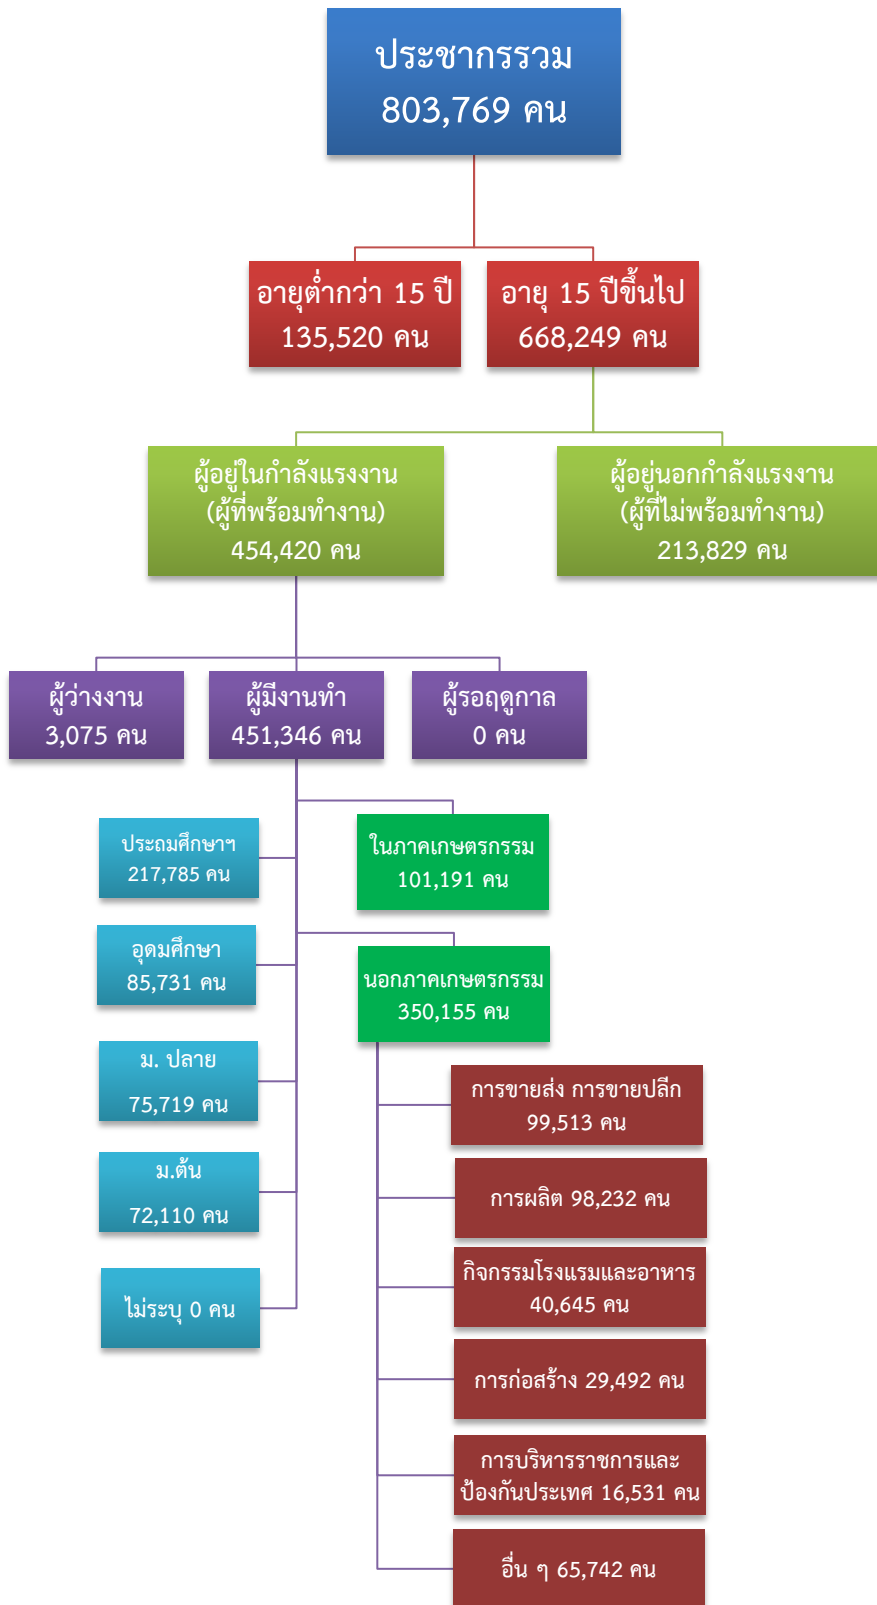 ประชากรรวม
803,769 คน
อายุต่ำกว่า 15 ปี
135,520 คน
อายุ 15 ปีขึ้นไป
668,249 คน
ผู้อยู่ในกำลังแรงงาน
(ผู้ที่พร้อมทำงาน)
454,420 คน
ผู้อยู่นอกกำลังแรงงาน
(ผู้ที่ไม่พร้อมทำงาน)
213,829 คน
ผู้ว่างงาน
3,075 คน
ผู้มีงานทำ
451,346 คน
ผู้รอฤดูกาล
0 คน
ประถมศึกษาฯ
217,785 คน
อุดมศึกษา
85,731 คน
ม. ปลาย
75,719 คน
ม.ต้น
72,110 คน
ไม่ระบุ 0 คน
ในภาคเกษตรกรรม
101,191 คน
นอกภาคเกษตรกรรม
350,155 คน
การขายส่ง การขายปลีก
99,513 คน
การผลิต 98,232 คน
กิจกรรมโรงแรมและอาหาร
40,645 คน
การก่อสร้าง 29,492 คน
การบริหารราชการและ
ป้องกันประเทศ 16,531 คน
อื่น ๆ 65,742 คน